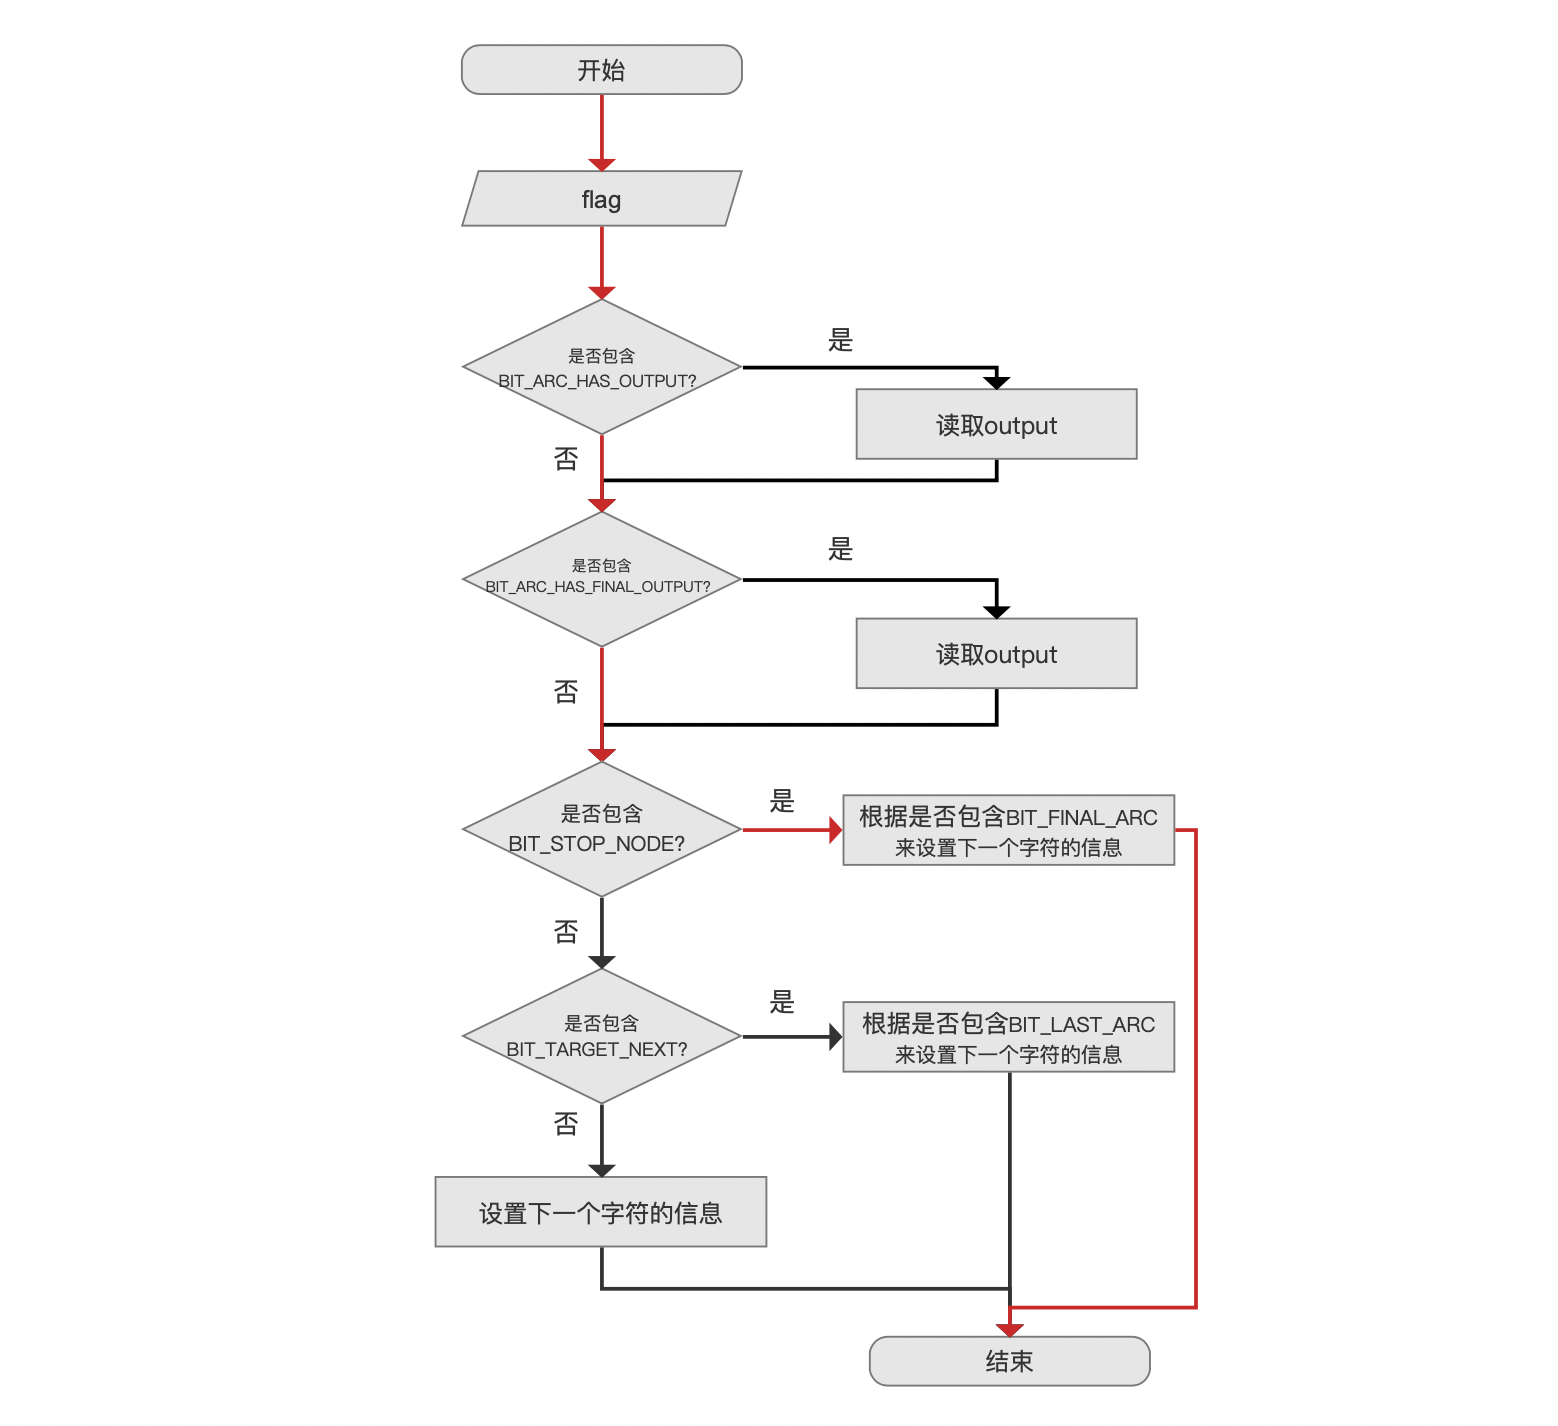 开始
flag
是否包含
BIT_ARC_HAS_OUTPUT?
是
读取output
否
是否包含
BIT_ARC_HAS_FINAL_OUTPUT?
是
读取output
否
是否包含
BIT_STOP_NODE?
是
根据是否包含BIT_FINAL_ARC
来设置下一个字符的信息
否
是否包含
BIT_TARGET_NEXT?
是
根据是否包含BIT_LAST_ARC
来设置下一个字符的信息
否
设置下一个字符的信息
结束